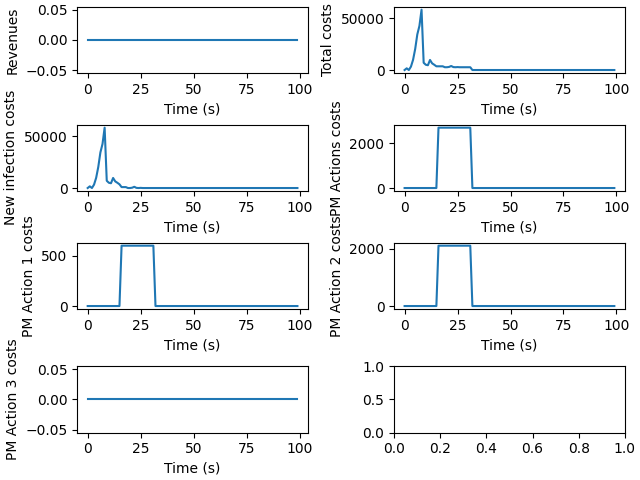 Revenues
0.05
0.00
−0.05
0 25 50 75 100
Time (s)
Total costs
50000
0
0 25 50 75 100
Time (s)
New infection costs
50000
0
0 25 50 75 100
Time (s)
PM Actions costs
2000
0
0 25 50 75 100
Time (s)
PM Action 1 costs
500
0
0 25 50 75 100
Time (s)
PM Action 2 costs
2000
0
0 25 50 75 100
Time (s)
PM Action 3 costs
0.05
0.00
−0.05
0 25 50 75 100
Time (s)
1.0
0.5
0.0
0.0 0.2 0.4 0.6 0.8 1.0